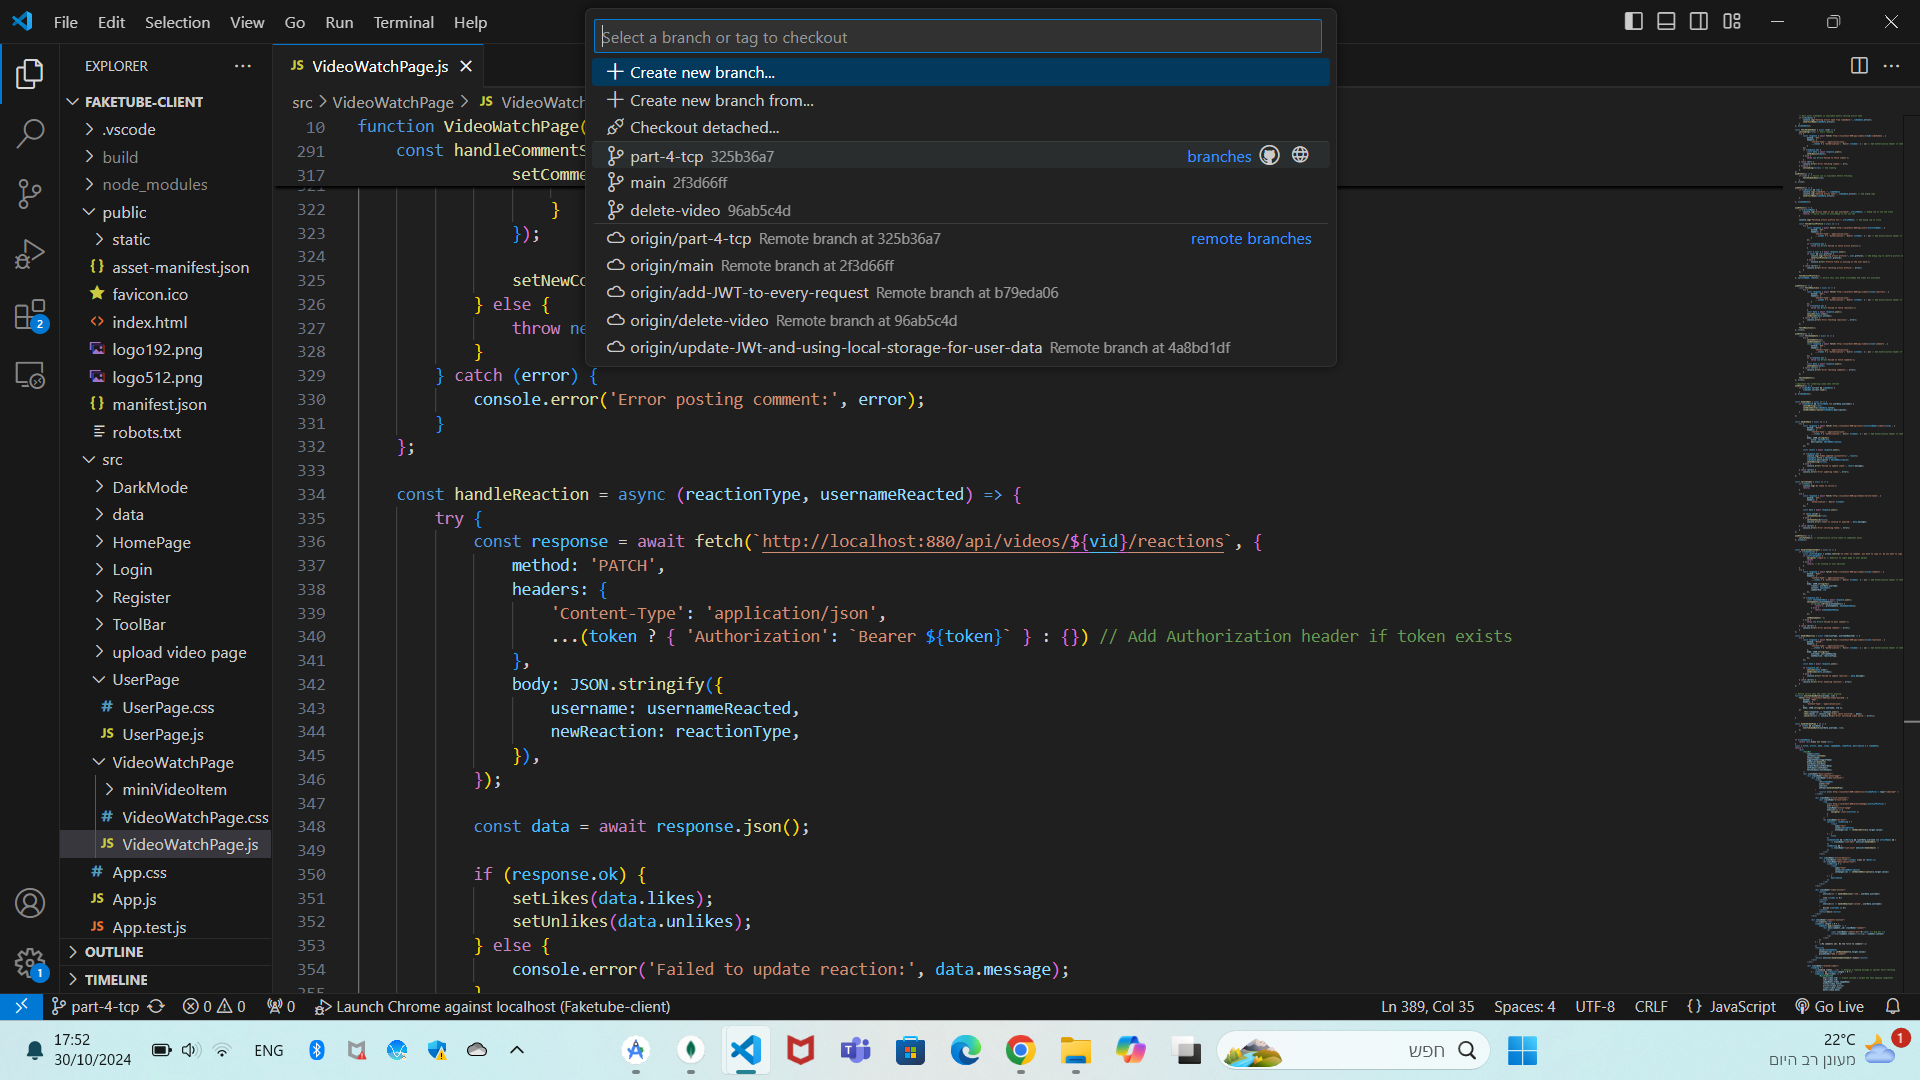 File Edit Selection View Go Run Terminal Help
Select a branch or tag to checkout
Create new branch...
Create new branch from...
Checkout detached...
part-4-tcp 325b36a7 branches
main 2f3d66ff
delete-video 96ab5c4d
origin/part-4-tcp Remote branch at 325b36a7 remote branches
origin/main Remote branch at 2f3d66ff
origin/add-JWT-to-every-request Remote branch at b79eda06
origin/delete-video Remote branch at 96ab5c4d
origin/update-JWt-and-using-local-storage-for-user-data Remote branch at 4a8bd1df
EXPLORER
FAKETUBE-CLIENT
.vscode
build
node_modules
public
static
{} asset-manifest.json
favicon.ico
<> index.html
logo192.png
logo512.png
{} manifest.json
robots.txt
src
DarkMode
data
HomePage
Login
Register
ToolBar
upload video page
UserPage
# UserPage.css
JS UserPage.js
VideoWatchPage
miniVideoItem
# VideoWatchPage.css
JS VideoWatchPage.js
# App.css
JS App.js
JS App.test.js
OUTLINE
TIMELINE
2
1
JS VideoWatchPage.js
src > VideoWatchPage > JS VideoWatch
10 function VideoWatchPage(
291 const handleCommentS
317 setComme
322 }
323 });
324
325 setNewCo
326 } else {
327 throw ne
328 }
329 } catch (error) {
330 console.error('Error posting comment:', error);
331 }
332 };
333
334 const handleReaction = async (reactionType, usernameReacted) => {
335 try {
336 const response = await fetch(`http://localhost:880/api/videos/${vid}/reactions`, {
337 method: 'PATCH',
338 headers: {
339 'Content-Type': 'application/json',
340 ...(token ? { 'Authorization': `Bearer ${token}` } : {}) // Add Authorization header if token exists
341 },
342 body: JSON.stringify({
343 username: usernameReacted,
344 newReaction: reactionType,
345 }),
346 });
347
348 const data = await response.json();
349
350 if (response.ok) {
351 setLikes(data.likes);
352 setUnlikes(data.unlikes);
353 } else {
354 console.error('Failed to update reaction:', data.message);
part-4-tcp 0 0 0 Launch Chrome against localhost (Faketube-client) Ln 389, Col 35 Spaces: 4 UTF-8 CRLF {} JavaScript Go Live
17:52
30/10/2024
ENG
חפש
22°C
מעונן רב היום
1